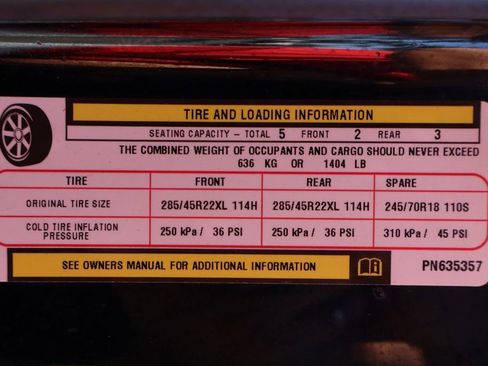 TIRE AND LOADING INFORMATION
SEATING CAPACITY - TOTAL 5 FRONT 2 REAR 3
THE COMBINED WEIGHT OF OCCUPANTS AND CARGO SHOULD NEVER EXCEED
636 KG OR 1404 LB
TIRE FRONT REAR SPARE
ORIGINAL TIRE SIZE 285/45R22XL 114H 285/45R22XL 114H 245/70R18 110S
COLD TIRE INFLATION PRESSURE 250 kPa / 36 PSI 250 kPa / 36 PSI 310 kPa / 45 PSI
SEE OWNERS MANUAL FOR ADDITIONAL INFORMATION PN635357